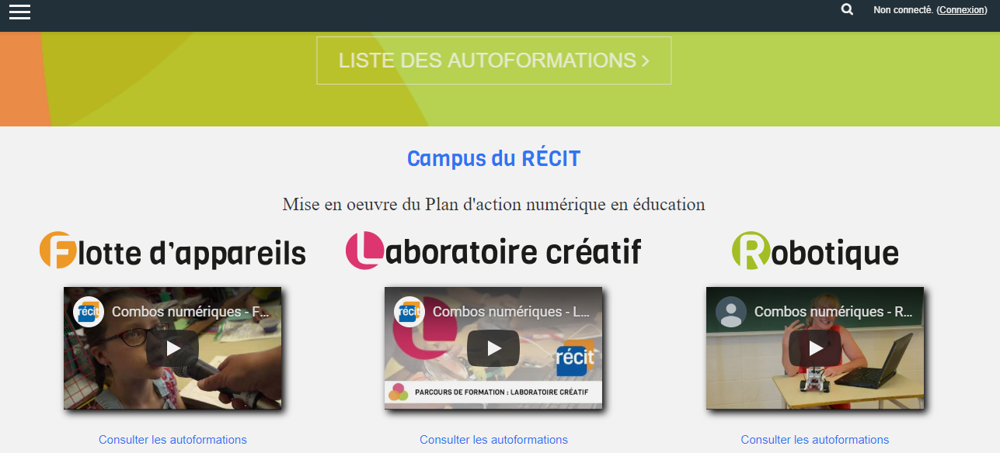 Non connecté. (Connexion)
LISTE DES AUTOFORMATIONS >
Campus du RÉCIT
Mise en oeuvre du Plan d'action numérique en éducation
Flotte d'appareils
Laboratoire créatif
Robotique
récit Combos numériques - F...
récit Combos numériques - L...
Combos numériques - R...
L
récit
PARCOURS DE FORMATION : LABORATOIRE CRÉATIF
Consulter les autoformations
Consulter les autoformations
Consulter les autoformations